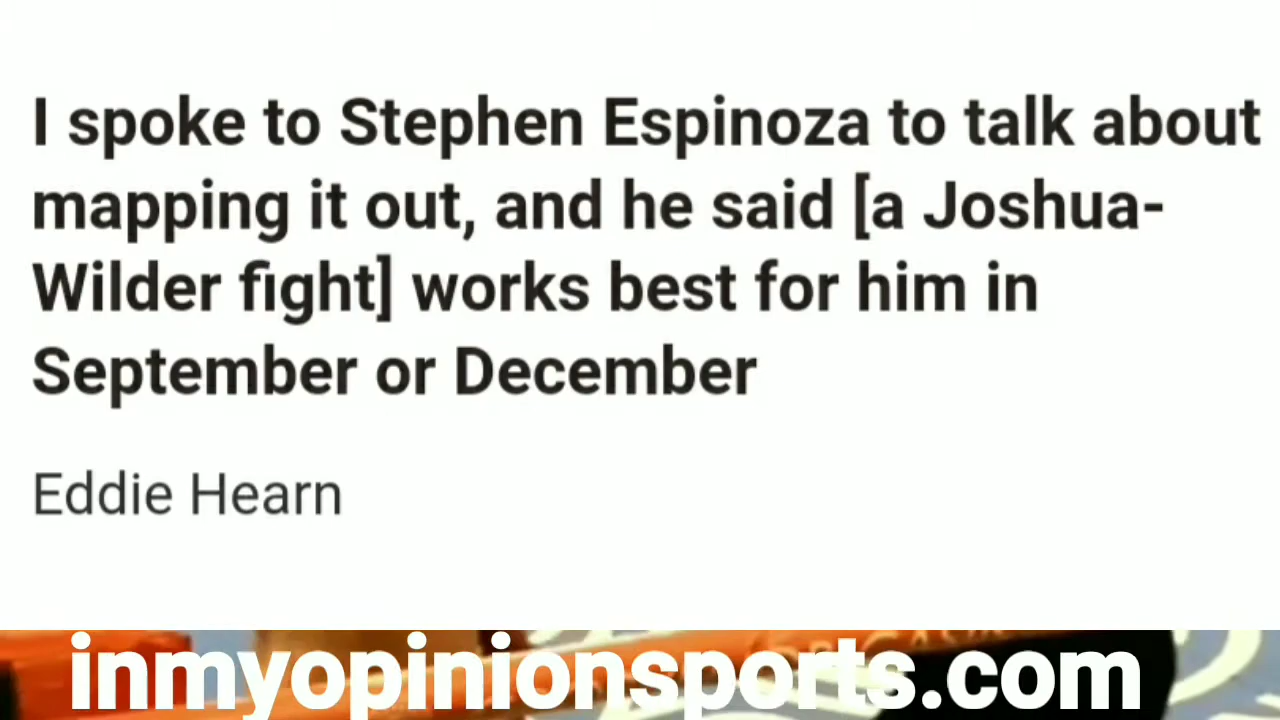 I spoke to Stephen Espinoza to talk about
mapping it out, and he said [a Joshua-
Wilder fight] works best for him in
September or December
Eddie Hearn
inmyopinionsports.com